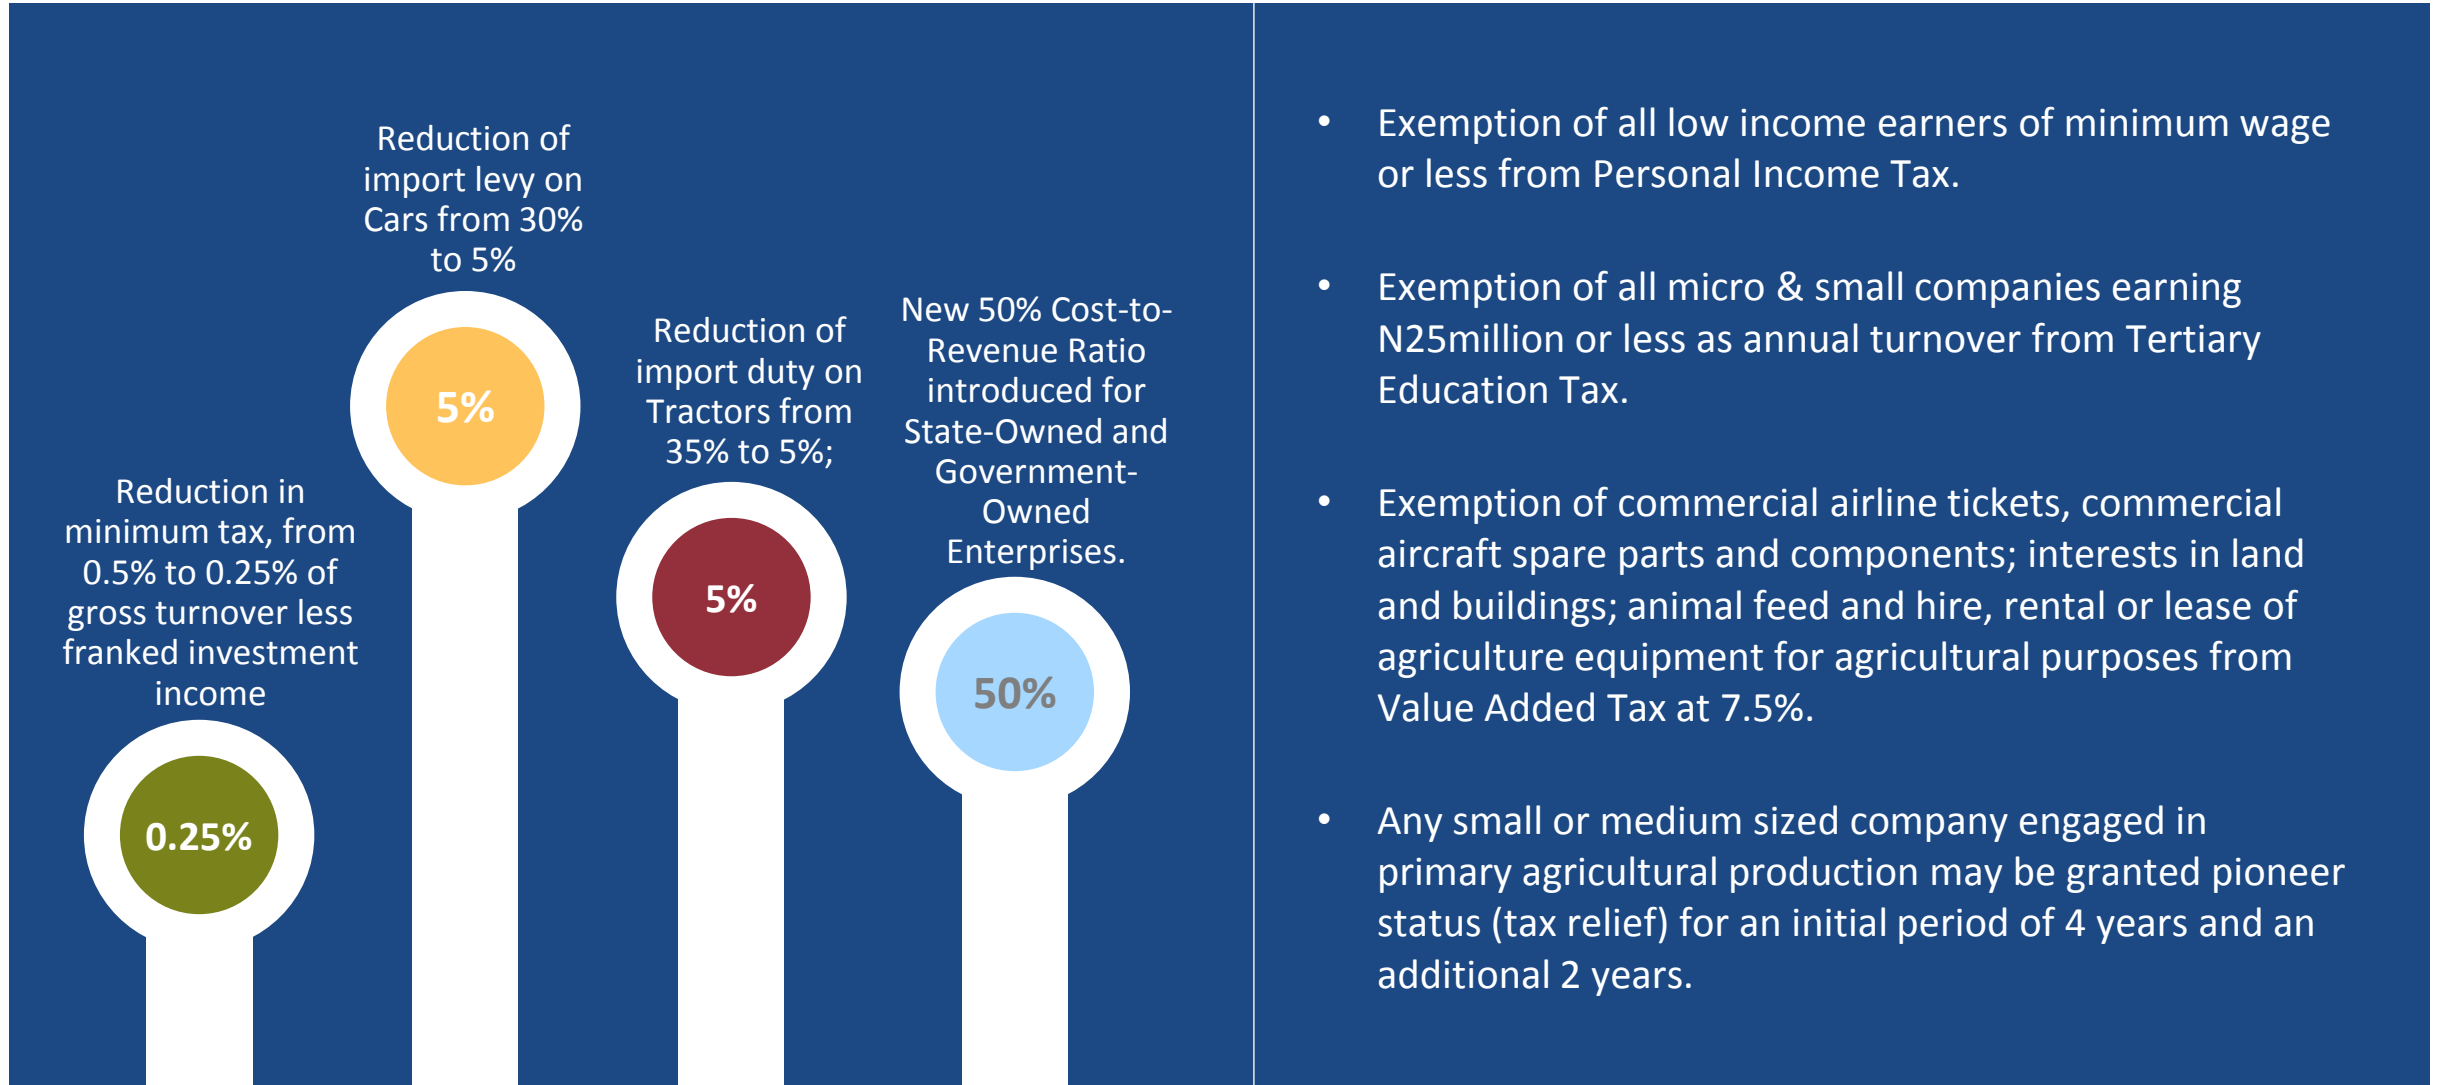 Reduction in
minimum tax, from
0.5% to 0.25% of
gross turnover less
franked investment
income
0.25%
Reduction of
import levy on
Cars from 30%
to 5%
5%
Reduction of
import duty on
Tractors from
35% to 5%;
5%
New 50% Cost-to-
Revenue Ratio
introduced for
State-Owned and
Government-
Owned
Enterprises.
50%
• Exemption of all low income earners of minimum wage
or less from Personal Income Tax.
• Exemption of all micro & small companies earning
N25million or less as annual turnover from Tertiary
Education Tax.
• Exemption of commercial airline tickets, commercial
aircraft spare parts and components; interests in land
and buildings; animal feed and hire, rental or lease of
agriculture equipment for agricultural purposes from
Value Added Tax at 7.5%.
• Any small or medium sized company engaged in
primary agricultural production may be granted pioneer
status (tax relief) for an initial period of 4 years and an
additional 2 years.